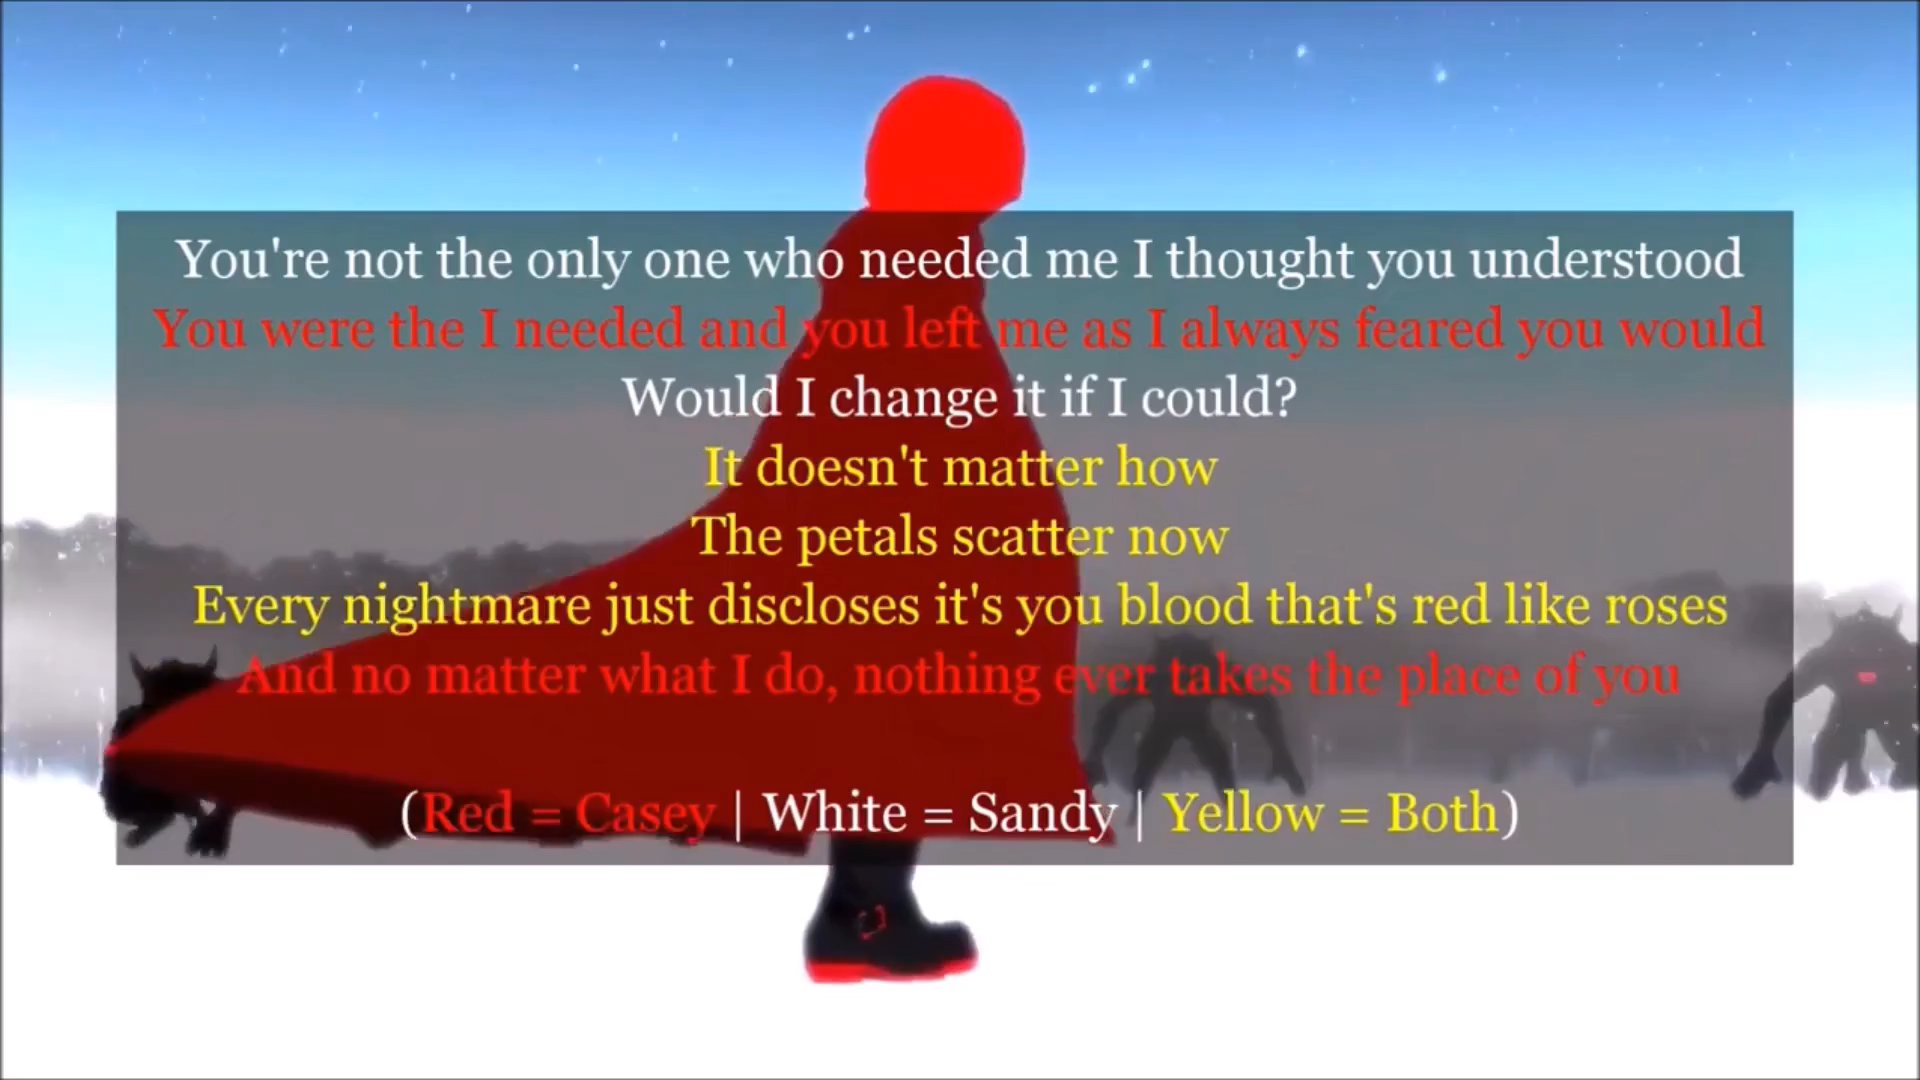 You're not the only one who needed me I thought you understood
You were the I needed and you left me as I always feared you would
Would I change it if I could?
It doesn't matter how
The petals scatter now
Every nightmare just discloses it's you blood that's red like roses
And no matter what I do, nothing ever takes the place of you
(Red = Casey | White = Sandy | Yellow = Both)